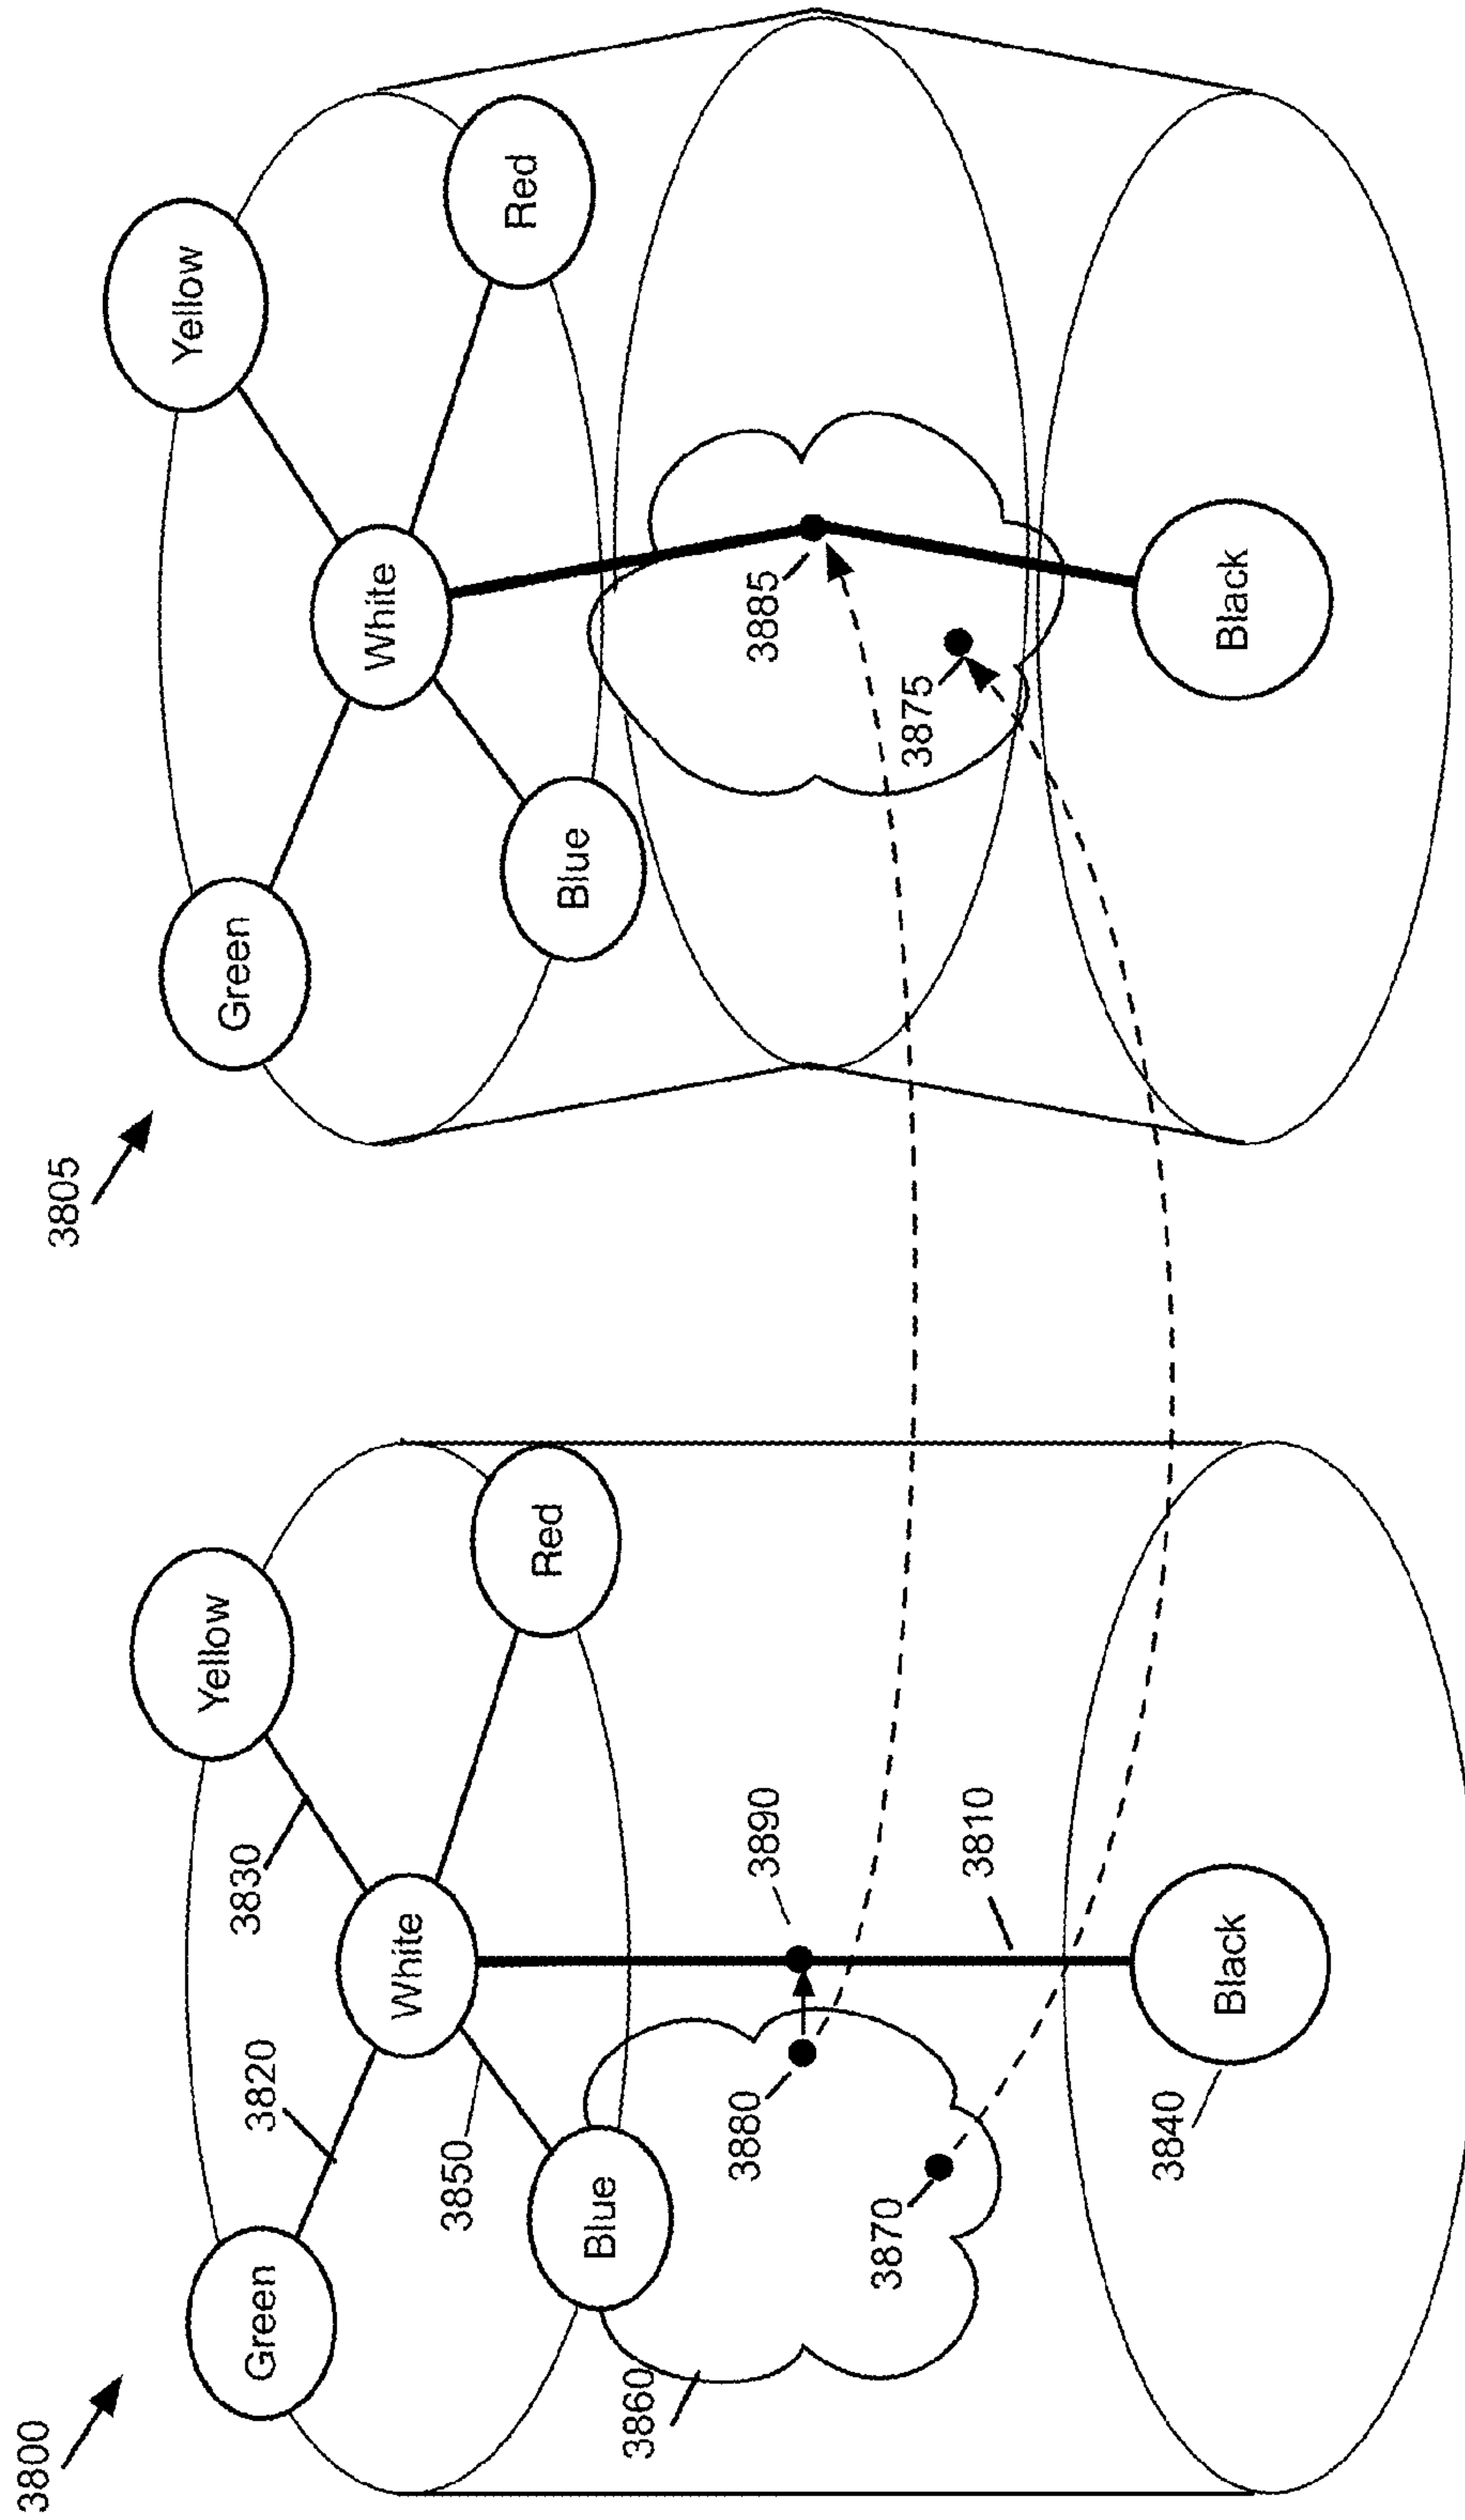 3800
3805
Green
3820
3830
Yellow
White
3850
Blue
Red
3860
3880
3890
3870
3810
3840
Black
Green
Yellow
White
Blue
Red
3885
3875
Black